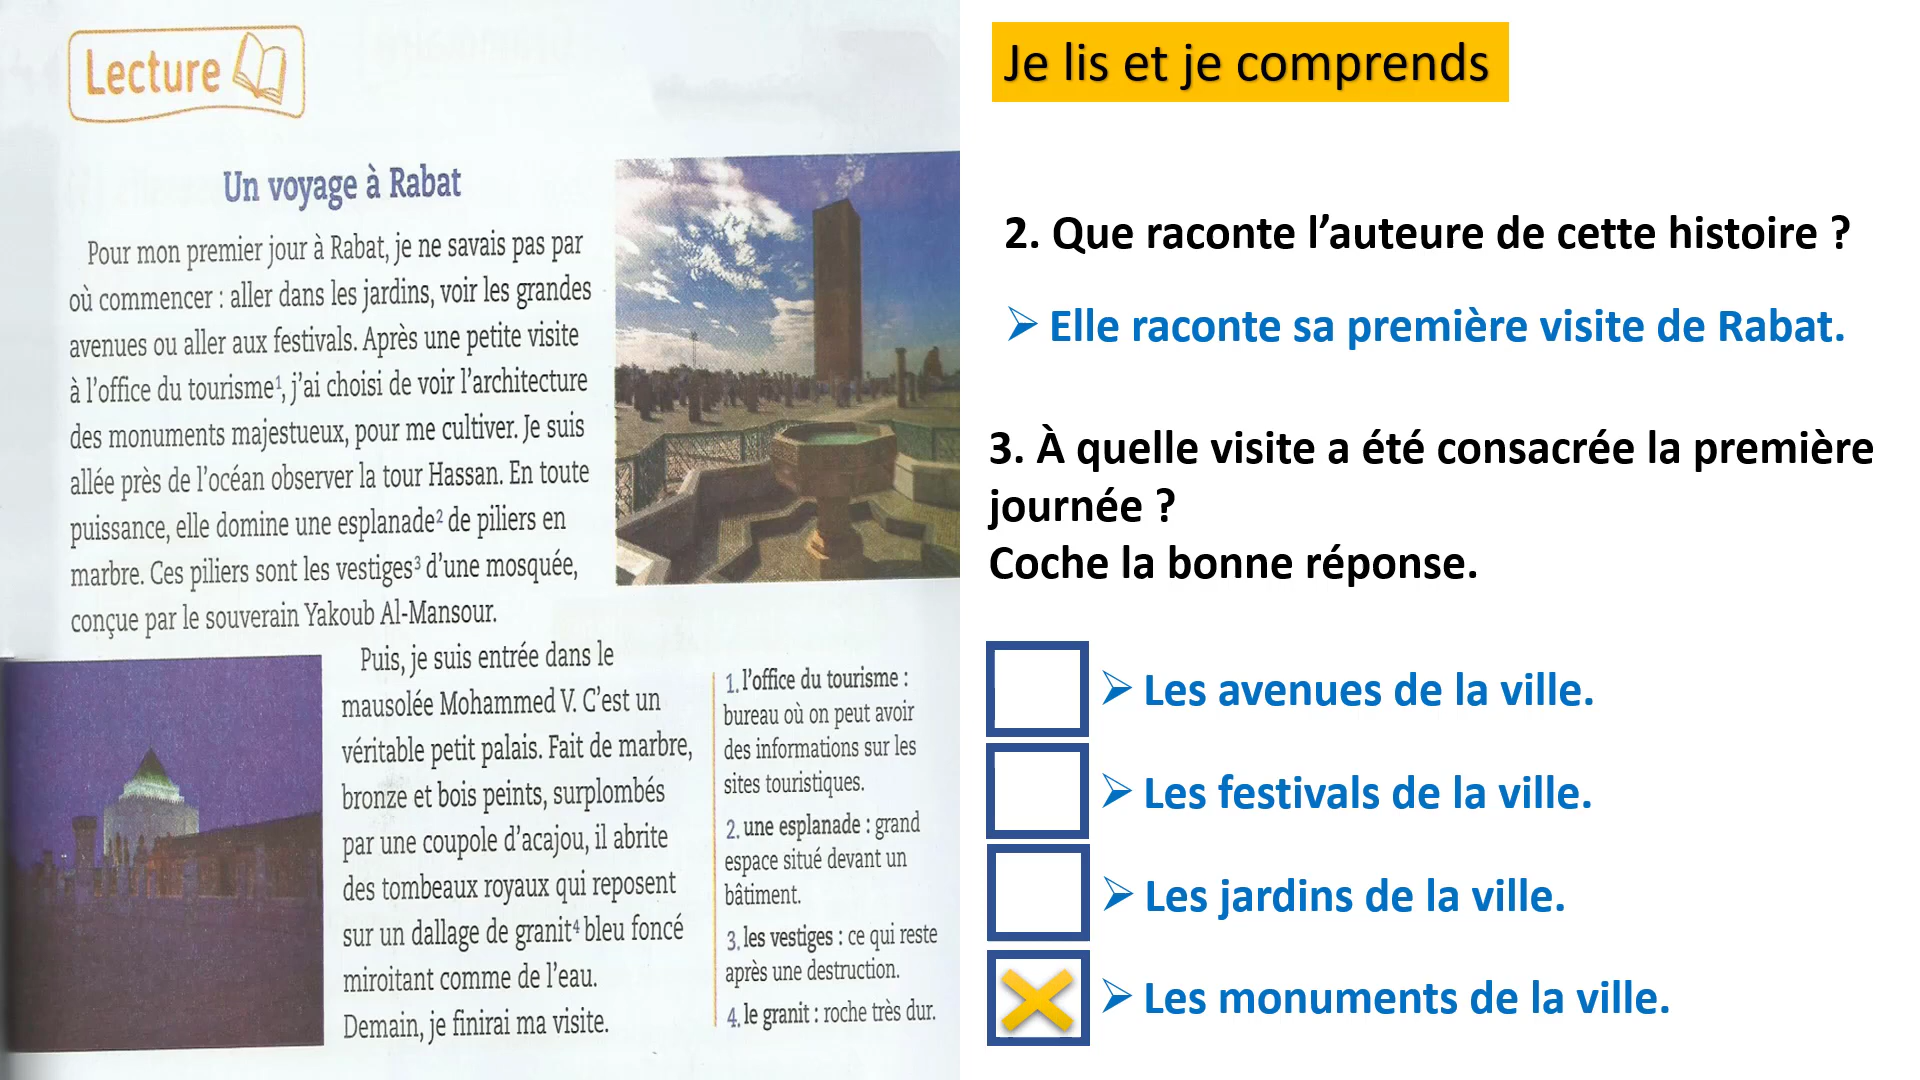 Lecture
Un voyage à Rabat
Pour mon premier jour à Rabat, je ne savais pas par
où commencer : aller dans les jardins, voir les grandes
avenues ou aller aux festivals. Après une petite visite
à l'office du tourisme¹, j'ai choisi de voir l'architecture
des monuments majestueux, pour me cultiver. Je suis
allée près de l'océan observer la tour Hassan. En toute
puissance, elle domine une esplanade² de piliers en
marbre. Ces piliers sont les vestiges³ d'une mosquée,
conçue par le souverain Yakoub Al-Mansour.
Puis, je suis entrée dans le
mausolée Mohammed V. C'est un
véritable petit palais. Fait de marbre,
bronze et bois peints, surplombés
par une coupole d'acajou, il abrite
des tombeaux royaux qui reposent
sur un dallage de granit⁴ bleu foncé
miroitant comme de l'eau.
Demain, je finirai ma visite.
1. l'office du tourisme :
bureau où on peut avoir
des informations sur les
sites touristiques.
2. une esplanade : grand
espace situé devant un
bâtiment.
3. les vestiges : ce qui reste
après une destruction.
4. le granit : roche très dur.
Je lis et je comprends
2. Que raconte l'auteure de cette histoire ?
Elle raconte sa première visite de Rabat.
3. À quelle visite a été consacrée la première
journée ?
Coche la bonne réponse.
Les avenues de la ville.
Les festivals de la ville.
Les jardins de la ville.
Les monuments de la ville.